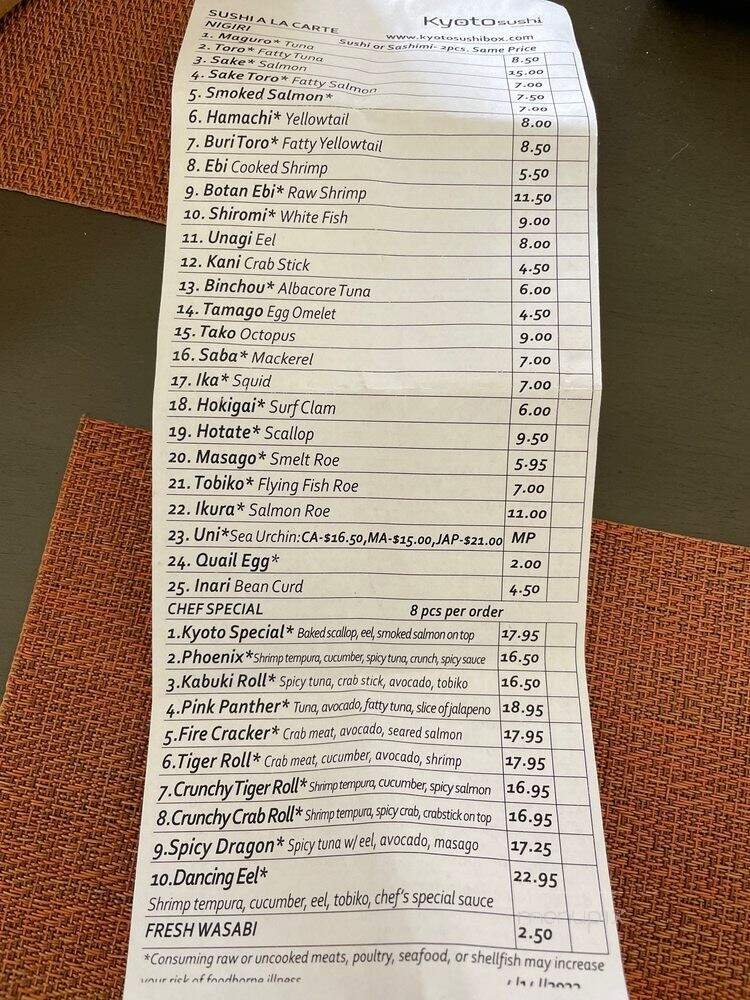 SUSHI A LA CARTE
Kyoto sushi
NIGIRI
www.kyotosushibox.com
Sushi or Sashimi- 2pcs. Same Price
1. Maguro* Tuna 8.50
2. Toro* Fatty Tuna 15.00
3. Sake* Salmon 7.00
4. Sake Toro* Fatty Salmon 7.50
5. Smoked Salmon* 7.00
6. Hamachi* Yellowtail 8.00
7. Buri Toro* Fatty Yellowtail 8.50
8. Ebi Cooked Shrimp 5.50
9. Botan Ebi* Raw Shrimp 11.50
10. Shiromi* White Fish 9.00
11. Unagi Eel 8.00
12. Kani Crab Stick 4.50
13. Binchou* Albacore Tuna 6.00
14. Tamago Egg Omelet 4.50
15. Tako Octopus 9.00
16. Saba* Mackerel 7.00
17. Ika* Squid 7.00
18. Hokigai* Surf Clam 6.00
19. Hotate* Scallop 9.50
20. Masago* Smelt Roe 5.95
21. Tobiko* Flying Fish Roe 7.00
22. Ikura* Salmon Roe 11.00
23. Uni*Sea Urchin:CA-$16.50,MA-$15.00,JAP-$21.00 MP
24. Quail Egg* 2.00
25. Inari Bean Curd 4.50
CHEF SPECIAL 8 pcs per order
1.Kyoto Special* Baked scallop, eel, smoked salmon on top 17.95
2.Phoenix*Shrimp tempura, cucumber, spicy tuna, crunch, spicy sauce 16.50
3.Kabuki Roll* Spicy tuna, crab stick, avocado, tobiko 16.50
4.Pink Panther* Tuna, avocado, fatty tuna, slice of jalapeno 18.95
5.Fire Cracker* Crab meat, avocado, seared salmon 17.95
6.Tiger Roll* Crab meat, cucumber, avocado, shrimp 17.95
7.Crunchy Tiger Roll* Shrimp tempura, cucumber, spicy salmon 16.95
8.Crunchy Crab Roll* Shrimp tempura, spicy crab, crabstick on top 16.95
9.Spicy Dragon* Spicy tuna w/ eel, avocado, masago 17.25
10.Dancing Eel* 22.95
Shrimp tempura, cucumber, eel, tobiko, chef's special sauce
FRESH WASABI 2.50
*Consuming raw or uncooked meats, poultry, seafood, or shellfish may increase
your risk of foodborne illness